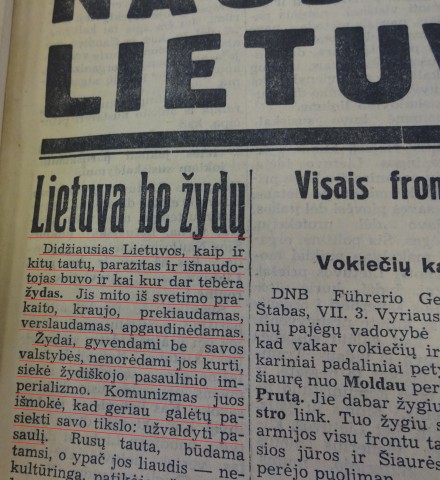 LIETUV
Lietuva be žydų
Didžiausias Lietuvos, kaip ir
kitų tautų, parazitas ir išnaudo-
tojas buvo ir kai kur dar tebėra
žydas. Jis mito iš svetimo pra-
kaito, kraujo, prekiaudamas,
verslaudamas, apgaudinėdamas.
Žydai, gyvendami be savos
valstybės, nenorėdami jos kurti,
siekė žydiškojo pasaulinio im-
perializmo. Komunizmas juos
išmokė, kad geriau galėtų pa-
siekti savo tikslo: užvaldyti pa-
saulį. Rusų tauta, būdama
tamsi, o ypač jos liaudis — ne-
kultūringa,
Visais fron
Vokiečių ka
DNB Führerio Ge
Štabas, VII. 3. Vyriaus
nių pajėgų vadovybė
kad vakar vokiečių ir
kariniai padaliniai pety
šiaurę nuo Moldau per
Prutą. Jie dabar žygiu
stro link. Tuo žygiu s
armijos visu frontu ta
sios jūros ir Šiaurės
perėjo puoliman.